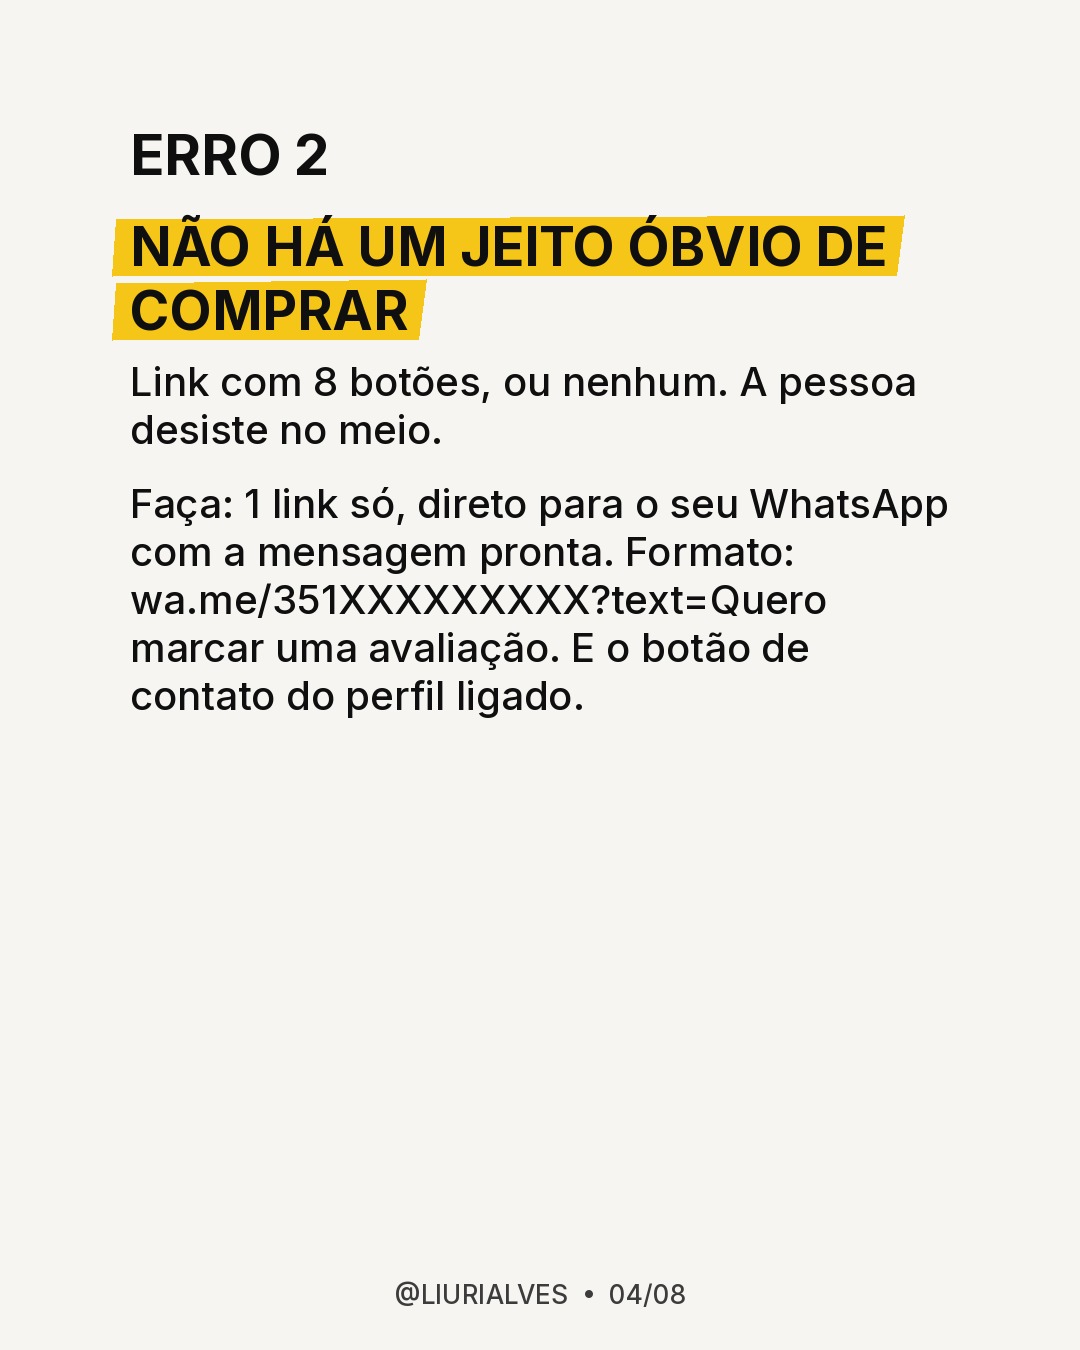 ERRO 2
NÃO HÁ UM JEITO ÓBVIO DE
COMPRAR
Link com 8 botões, ou nenhum. A pessoa
desiste no meio.
Faça: 1 link só, direto para o seu WhatsApp
com a mensagem pronta. Formato:
wa.me/351XXXXXXXXX?text=Quero
marcar uma avaliação. E o botão de
contato do perfil ligado.
@LIURIALVES • 04/08